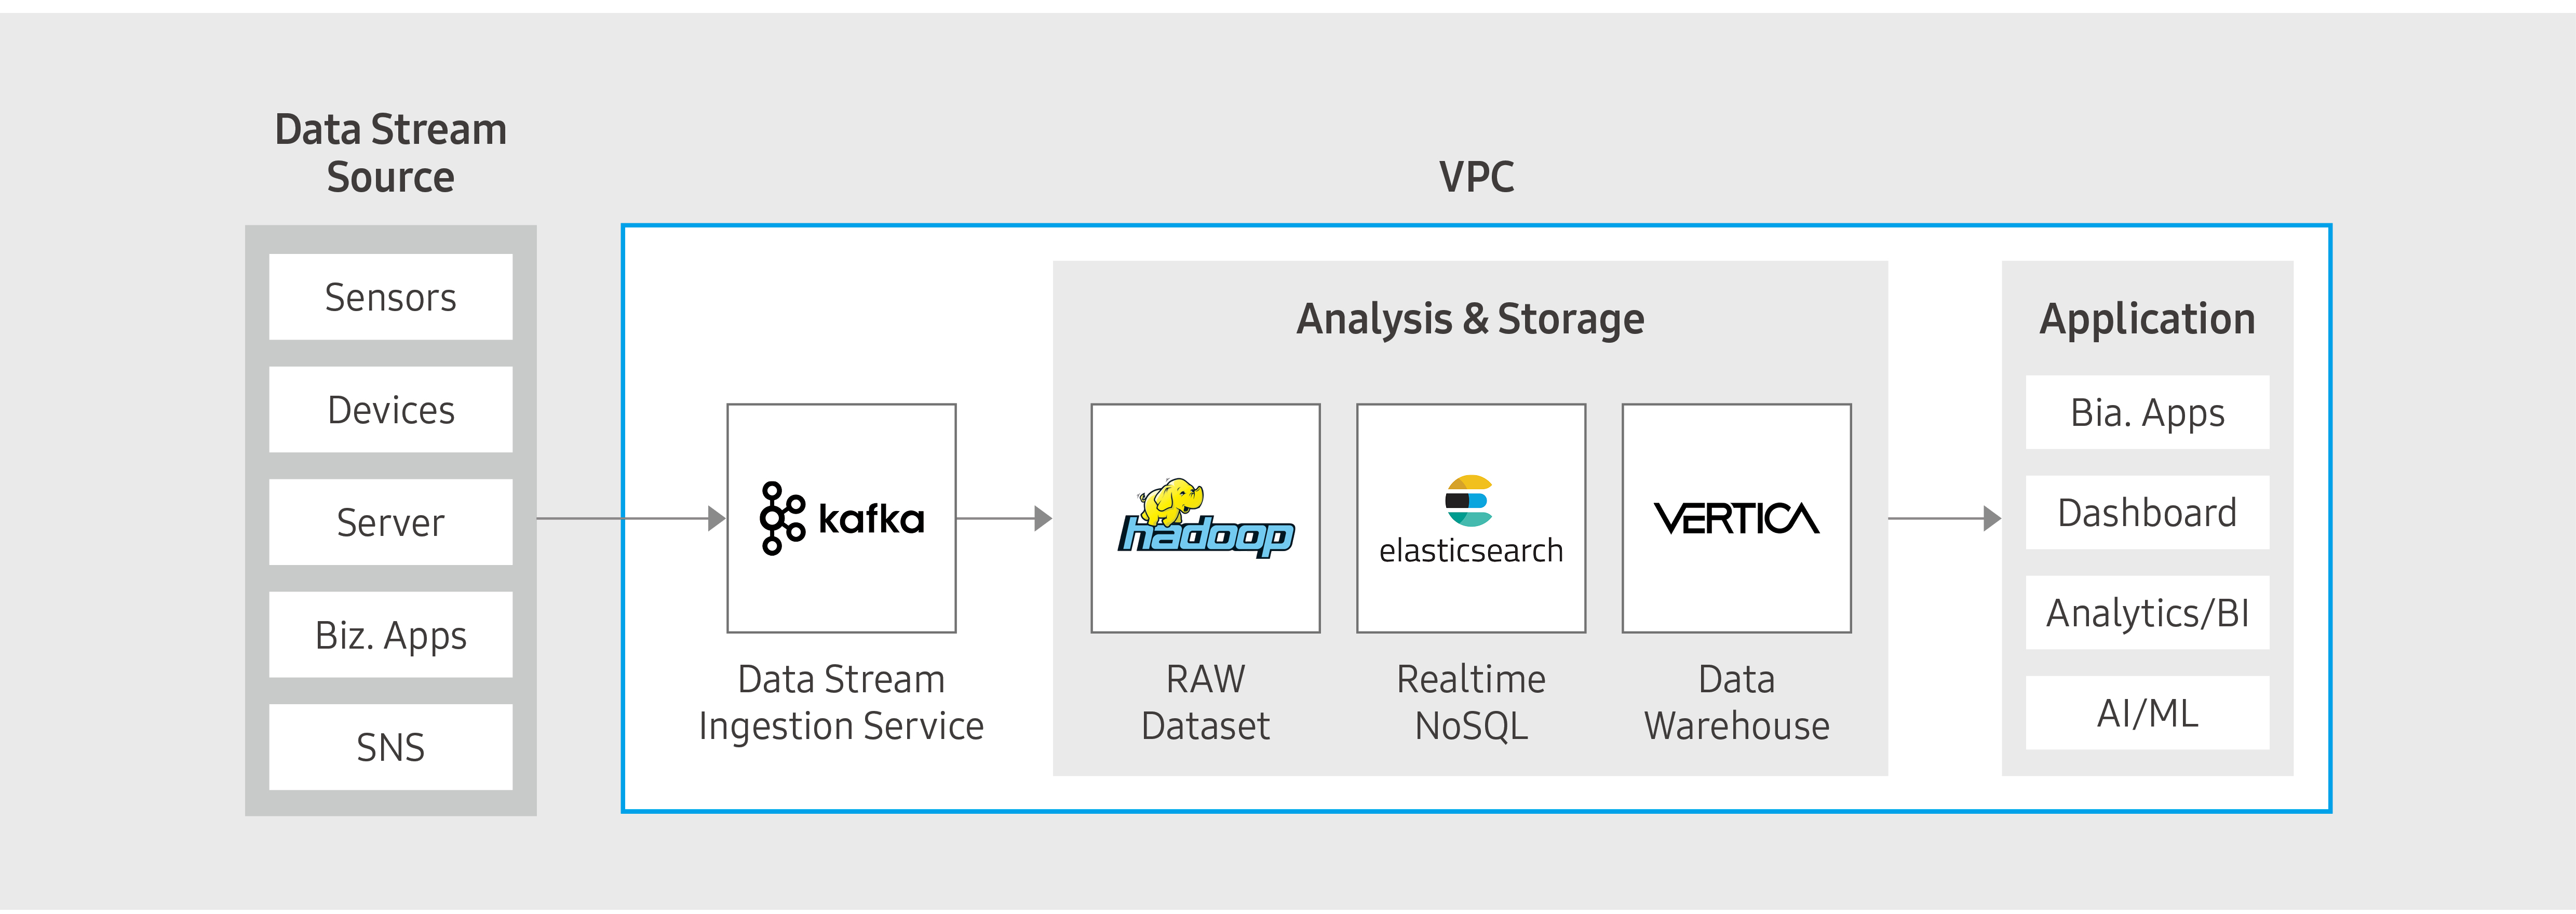 Data Stream
Source
Sensors
Devices
Server
Biz. Apps
SNS
VPC
kafka
Data Stream
Ingestion Service
Analysis & Storage
hadoop
RAW
Dataset
elasticsearch
Realtime
NoSQL
VERTICA
Data
Warehouse
Application
Bia. Apps
Dashboard
Analytics/BI
AI/ML